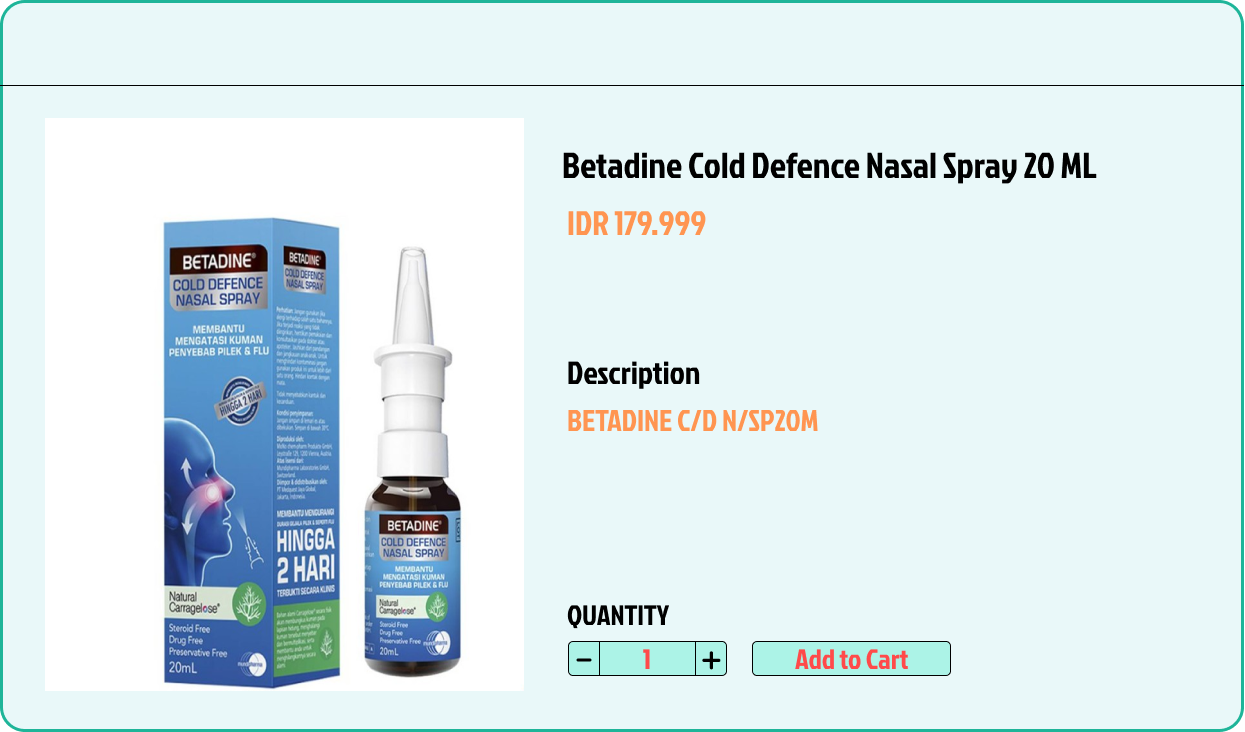 Betadine Cold Defence Nasal Spray 20 ML
IDR 179.999
Description
BETADINE C/D N/SP20M
QUANTITY
− 1 +
Add to Cart
BETADINE®
COLD DEFENCE
NASAL SPRAY
MEMBANTU
MENGATASI KUMAN
PENYEBAB PILEK & FLU
HINGGA 2 HARI
Natural
Carragelose®
Steroid Free
Drug Free
Preservative Free
20mL
mundipharma
BETADINE®
COLD DEFENCE
NASAL SPRAY
MEMBANTU MENGURANGI
HINGGA
2 HARI
TERBUKTI SECARA KLINIS
BETADINE®
COLD DEFENCE
NASAL SPRAY
MEMBANTU
MENGATASI KUMAN
PENYEBAB PILEK & FLU
Natural
Carragelose®
Steroid Free
Drug Free
Preservative Free
20mL
mundipharma